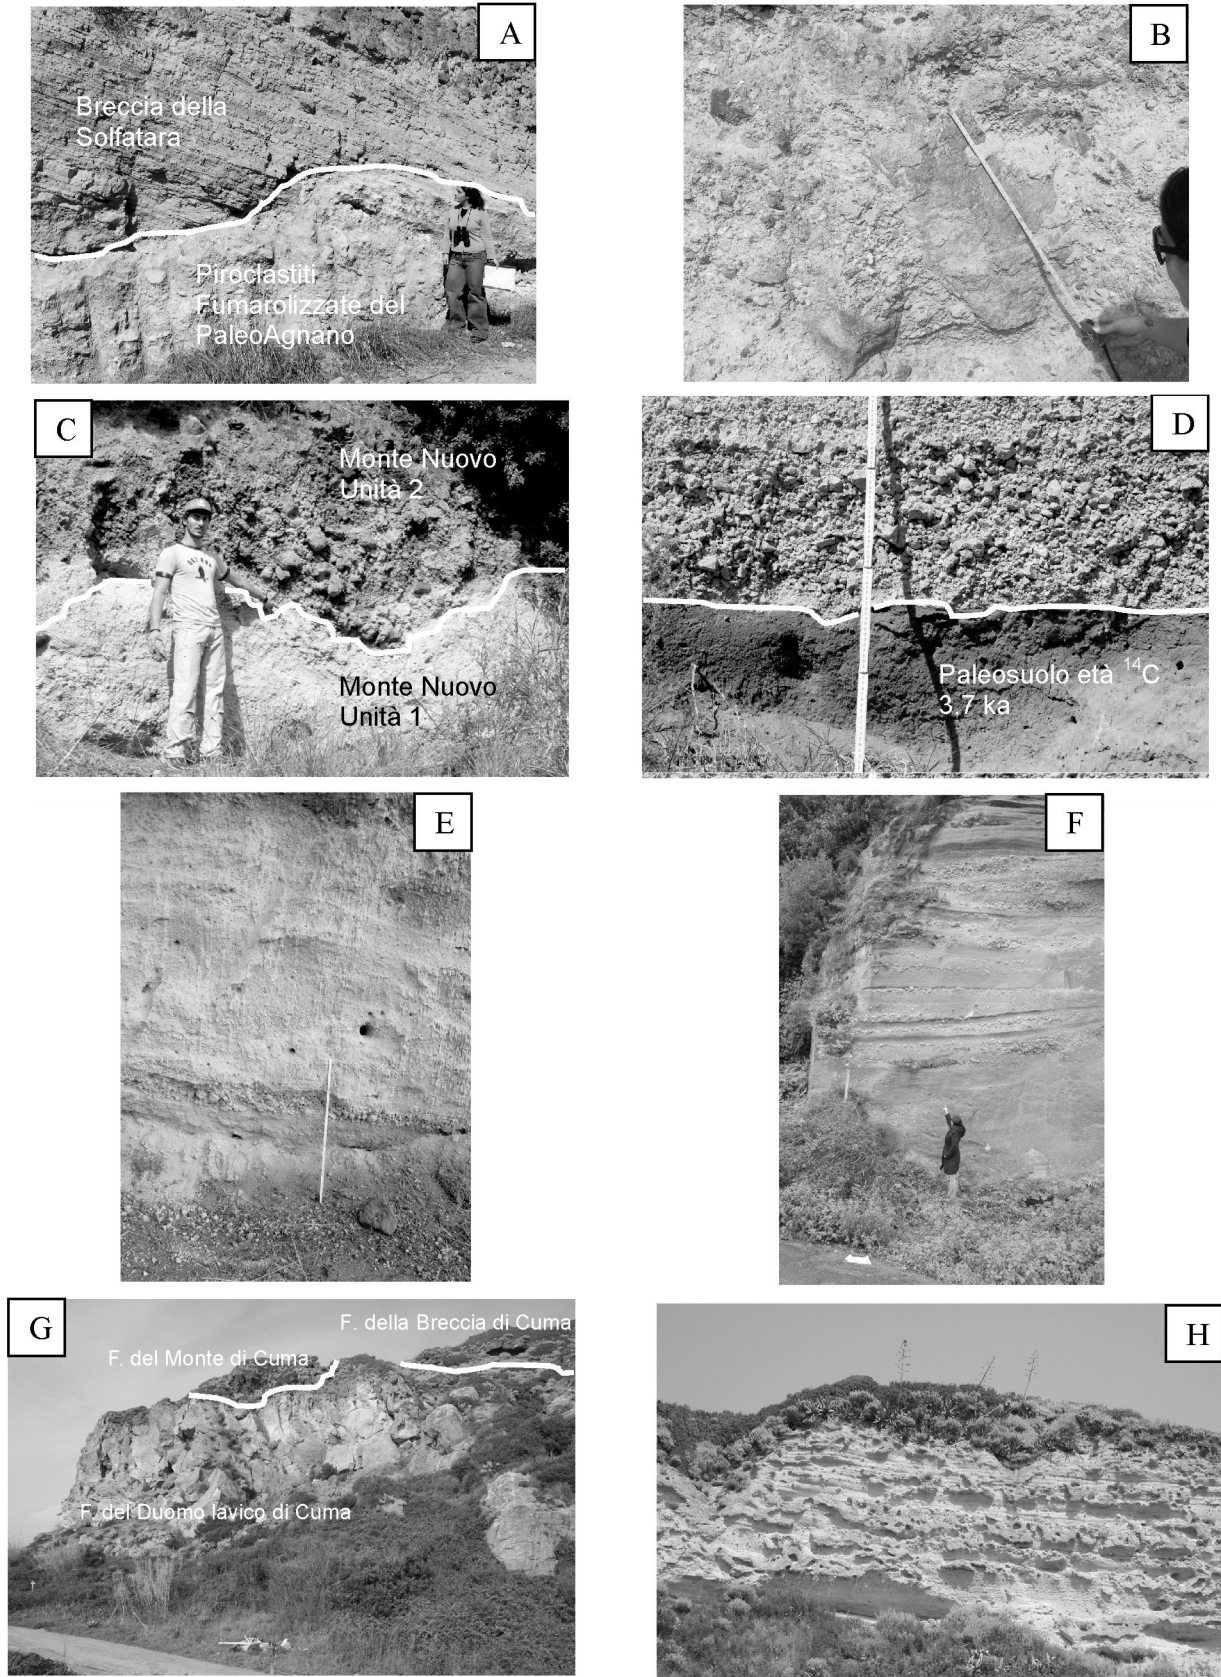 A
Breccia della
Solfatara
Piroclastiti
Fumarolizzate del
PaleoAgnano
B
C
Monte Nuovo
Unità 2
Monte Nuovo
Unità 1
D
Paleosuolo età ¹⁴C
3.7 ka
E
F
G
F. della Breccia di Cuma
F. del Monte di Cuma
F. del Duomo lavico di Cuma
H